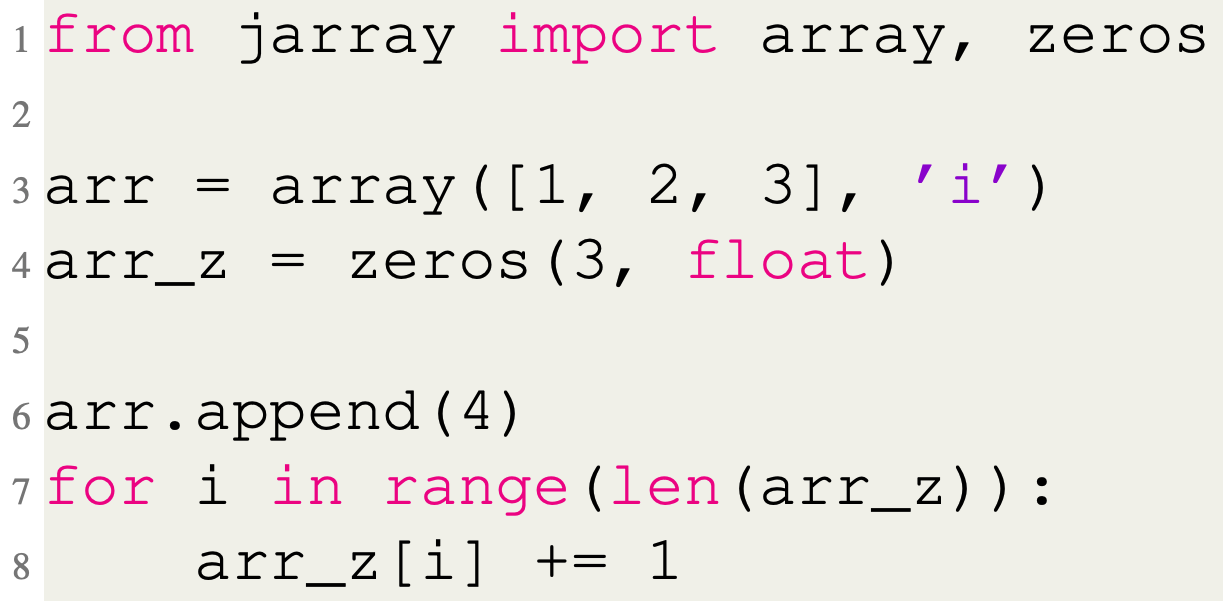 1 from jarray import array, zeros
2
3 arr = array([1, 2, 3], ’i’)
4 arr_z = zeros(3, float)
5
6 arr.append(4)
7 for i in range(len(arr_z)):
8     arr_z[i] += 1